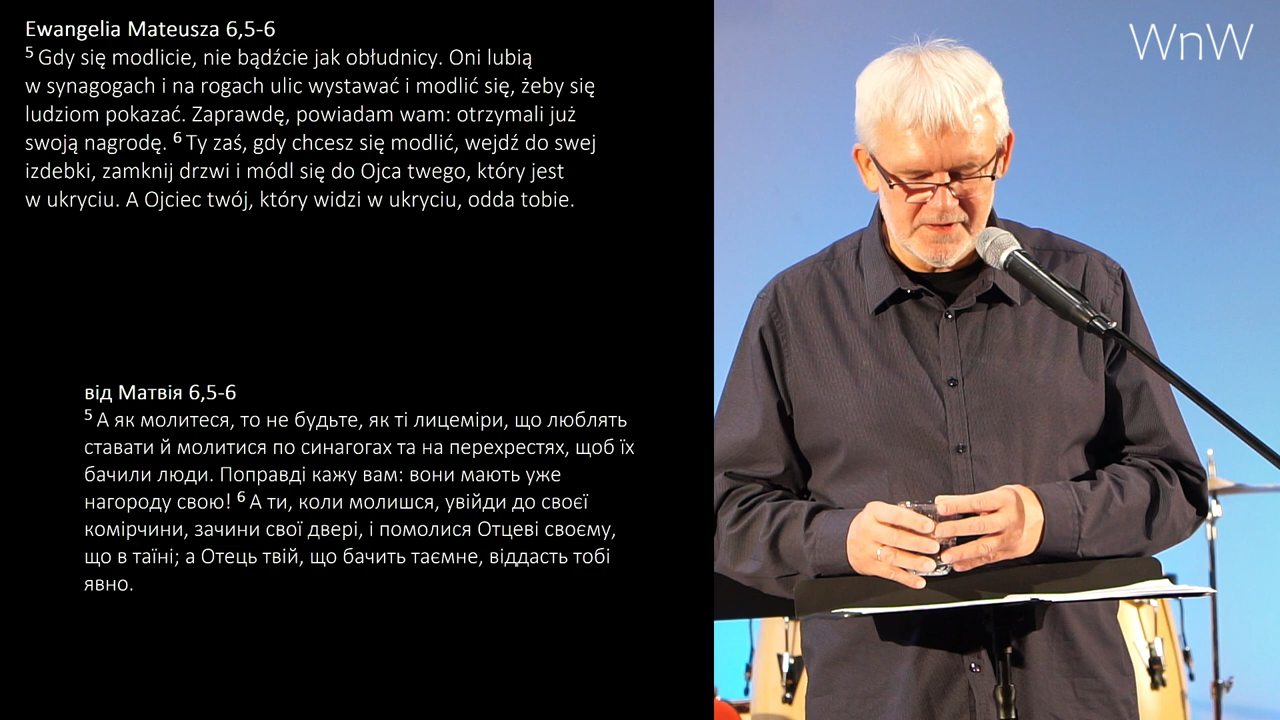 Ewangelia Mateusza 6,5-6
5 Gdy się modlicie, nie bądźcie jak obłudnicy. Oni lubią
w synagogach i na rogach ulic wystawać i modlić się, żeby się
ludziom pokazać. Zaprawdę, powiadam wam: otrzymali już
swoją nagrodę. 6 Ty zaś, gdy chcesz się modlić, wejdź do swej
izdebki, zamknij drzwi i módl się do Ojca twego, który jest
w ukryciu. A Ojciec twój, który widzi w ukryciu, odda tobie.
від Матвія 6,5-6
5 А як молитеся, то не будьте, як ті лицеміри, що люблять
ставати й молитися по синагогах та на перехрестях, щоб їх
бачили люди. Поправді кажу вам: вони мають уже
нагороду свою! 6 А ти, коли молишся, увійди до своєї
комірчини, зачини свої двері, і помолися Отцеві своєму,
що в таїні; а Отець твій, що бачить таємне, віддасть тобі
явно.
WnW